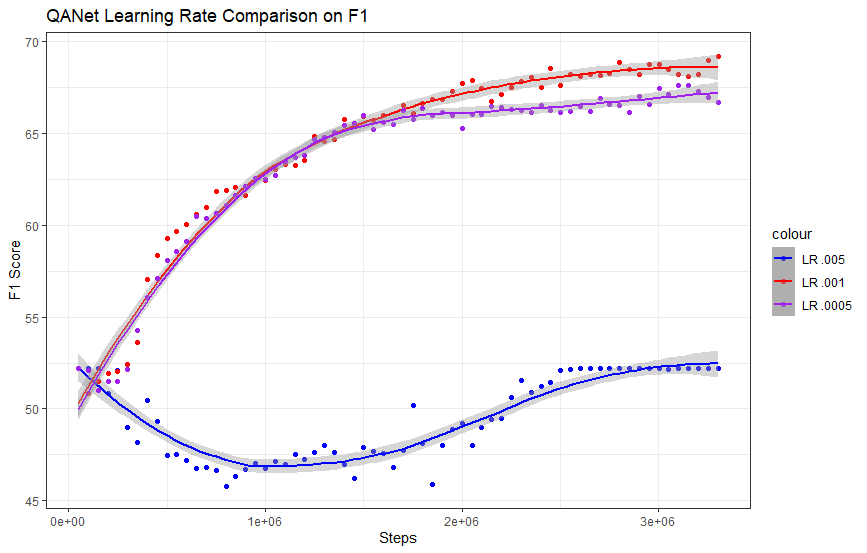 QANet Learning Rate Comparison on F1
70
65
60
55
50
45
F1 Score
0e+00
1e+06
2e+06
3e+06
Steps
colour
LR .005
LR .001
LR .0005